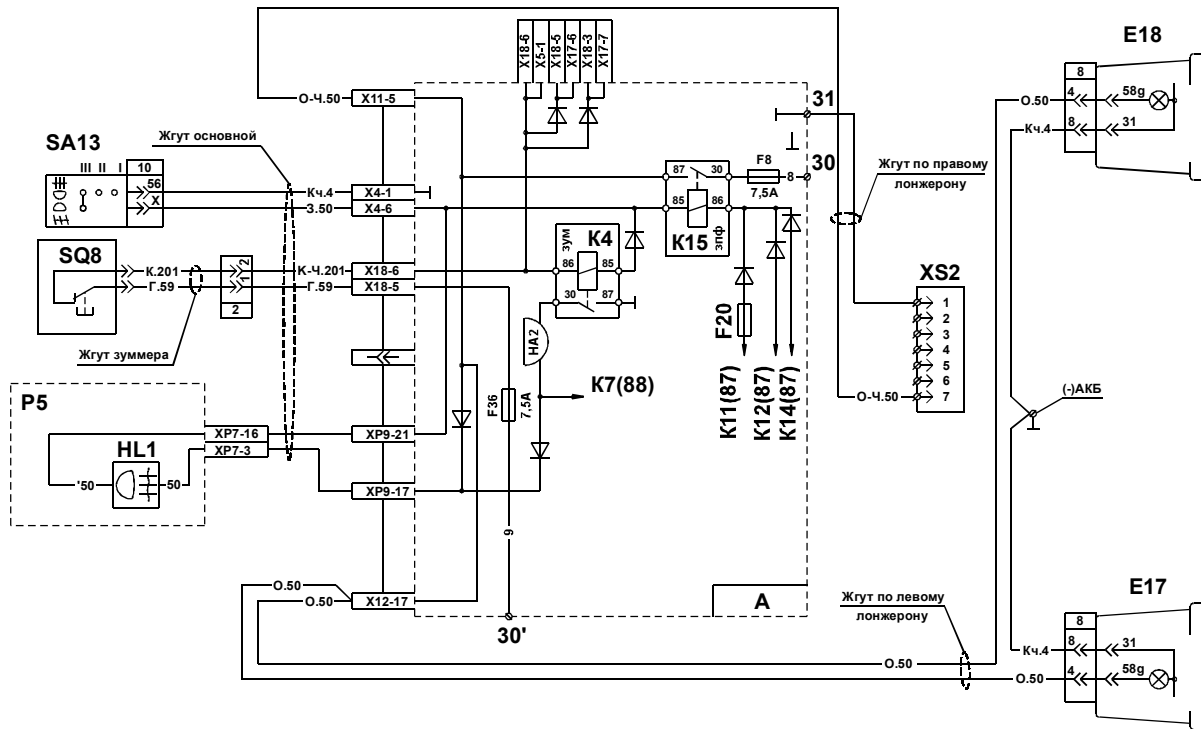 X18-6
X5-1
X18-5
X17-6
X18-3
X17-7
E18
8
4
58g
О.50
8
31
Кч.4
О-Ч.50
X11-5
31
30
SA13
Жгут основной
III II I
10
56
X
Кч.4
X4-1
З.50
X4-6
87
30
F8
7,5А
8
85
86
К15
зпф
Жгут по правому
лонжерону
SQ8
К.201
2
К-Ч.201
X18-6
Г.59
1
Г.59
X18-5
2
Жгут зуммера
зум
К4
86
85
30
87
НА2
F20
XS2
1
2
3
4
5
6
7
О-Ч.50
(-)АКБ
К7(88)
F36
7,5А
К11(87)
К12(87)
К14(87)
P5
XP7-16
XP9-21
HL1
XP7-3
'50
50
XP9-17
9
О.50
О.50
X12-17
А
30'
Жгут по левому
лонжерону
E17
8
Кч.4
8
31
О.50
О.50
4
58g